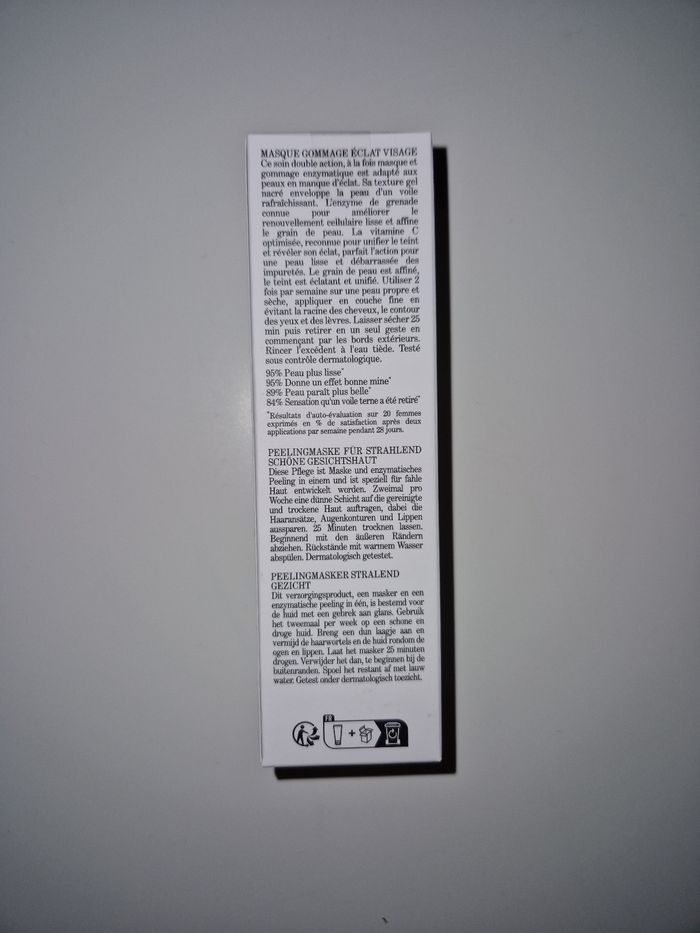 MASQUE GOMMAGE ÉCLAT VISAGE
Ce soin double action, à la fois masque et
gommage enzymatique est adapté aux
peaux en manque d'éclat. Sa texture gel
nacré enveloppe la peau d'un voile
rafraîchissant. L'enzyme de grenade
connue pour améliorer le
renouvellement cellulaire lisse et affine
le grain de peau. La vitamine C
optimisée, reconnue pour unifier le teint
et révéler son éclat, parfait l'action pour
une peau lisse et débarrassée des
impuretés. Le grain de peau est affiné,
le teint est éclatant et unifié. Utiliser 2
fois par semaine sur une peau propre et
sèche, appliquer en couche fine en
évitant la racine des cheveux, le contour
des yeux et des lèvres. Laisser sécher 25
min puis retirer en un seul geste en
commençant par les bords extérieurs.
Rincer l'excédent à l'eau tiède. Testé
sous contrôle dermatologique.
95% Peau plus lisse*
95% Donne un effet bonne mine*
89% Peau paraît plus belle*
84% Sensation qu'un voile terne a été retiré*
*Résultats d'auto-évaluation sur 20 femmes
exprimés en % de satisfaction après deux
applications par semaine pendant 28 jours.
PEELINGMASKE FÜR STRAHLEND
SCHÖNE GESICHTSHAUT
Diese Pflege ist Maske und enzymatisches
Peeling in einem und ist speziell für fahle
Haut entwickelt worden. Zweimal pro
Woche eine dünne Schicht auf die gereinigte
und trockene Haut auftragen, dabei die
Haaransätze, Augenkonturen und Lippen
aussparen. 25 Minuten trocknen lassen.
Beginnend mit den äußeren Rändern
abziehen. Rückstände mit warmem Wasser
abspülen. Dermatologisch getestet.
PEELINGMASKER STRALEND
GEZICHT
Dit verzorgingsproduct, een masker en een
enzymatische peeling in één, is bestemd voor
de huid met een gebrek aan glans. Gebruik
het tweemaal per week op een schone en
droge huid. Breng een dun laagje aan en
vermijd de haarwortels en de huid rondom de
ogen en lippen. Laat het masker 25 minuten
drogen. Verwijder het dan, te beginnen bij de
buitenranden. Spoel het restant af met lauw
water. Getest onder dermatologisch toezicht.
FR
+